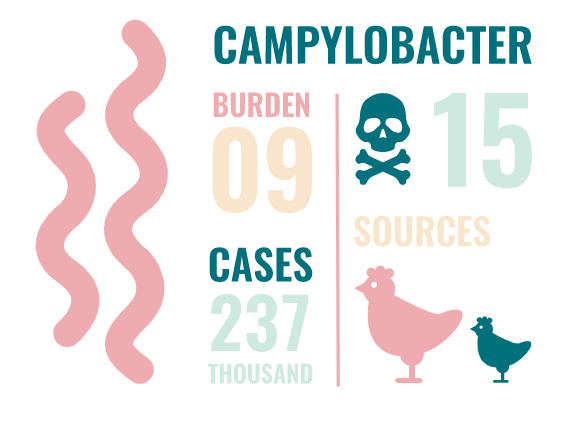 CAMPYLOBACTER
BURDEN
09
CASES
237
THOUSAND
15
SOURCES